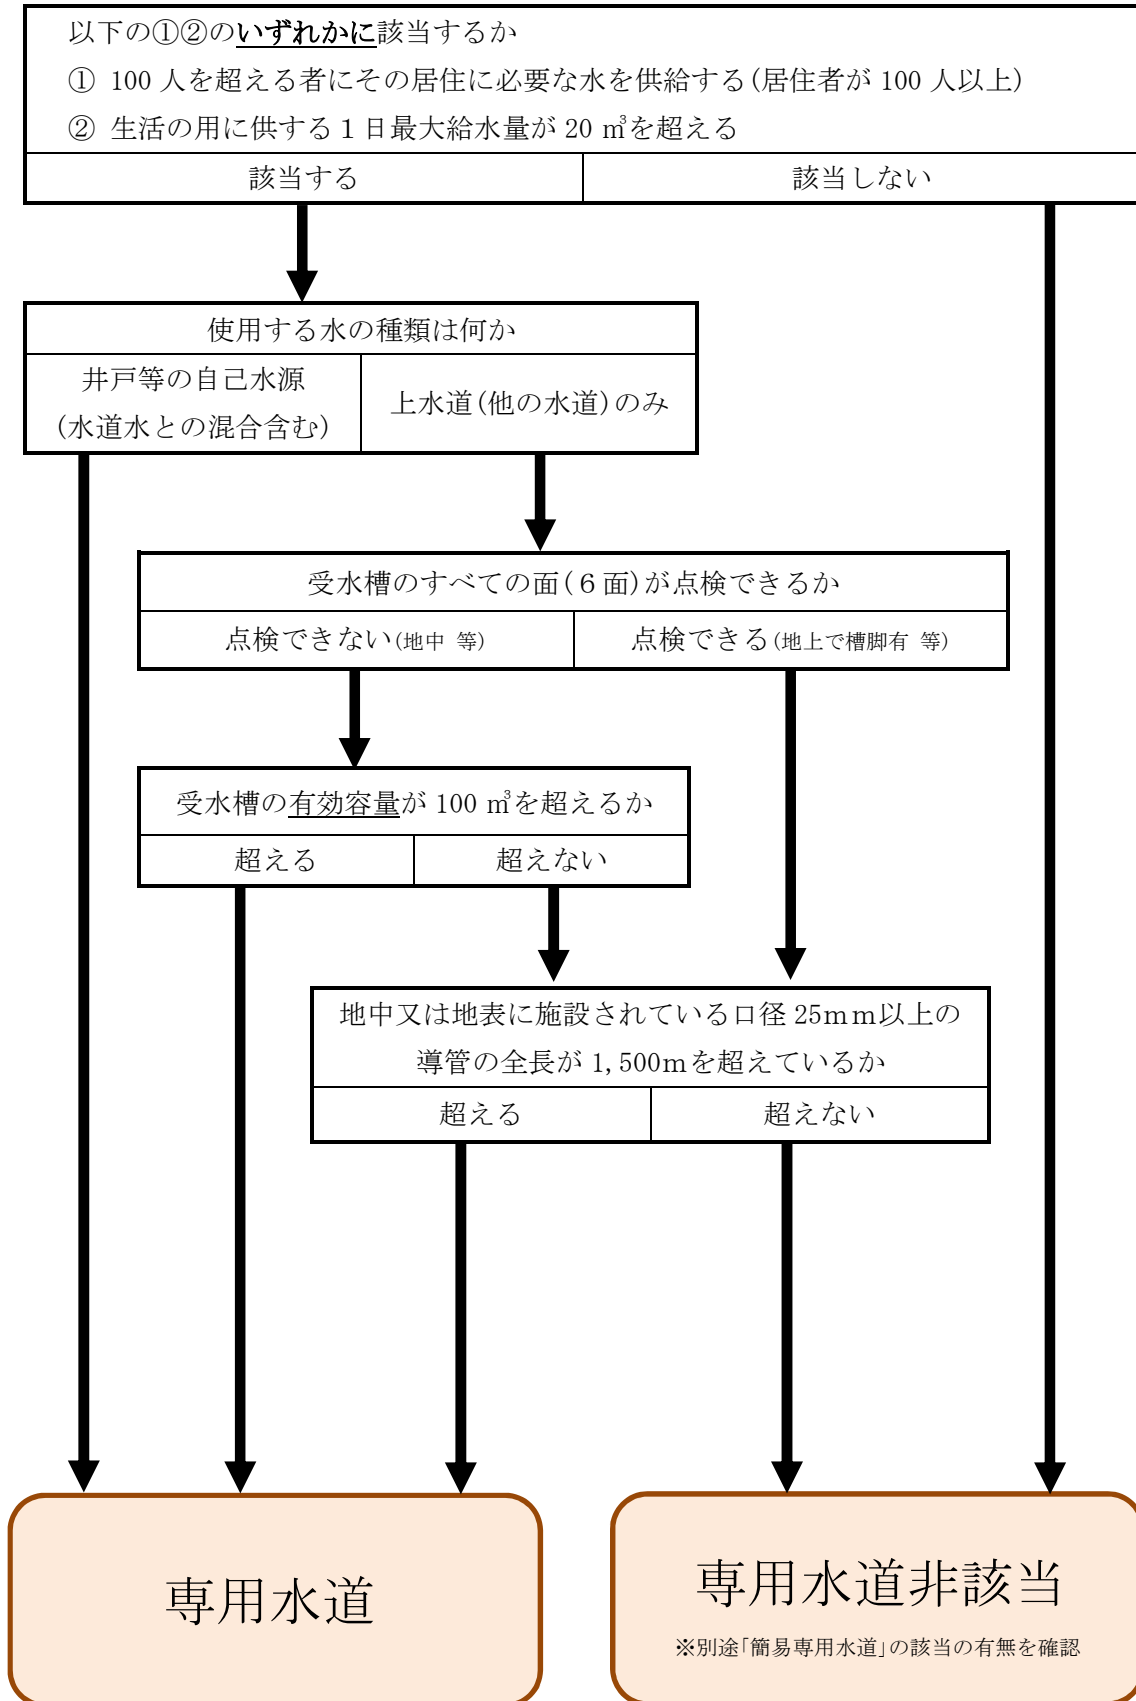 以下の①②のいずれかに該当するか
① 100人を超える者にその居住に必要な水を供給する(居住者が100人以上)
② 生活の用に供する１日最大給水量が20㎥を超える
該当する
該当しない
使用する水の種類は何か
井戸等の自己水源
(水道水との混合含む)
上水道(他の水道)のみ
受水槽のすべての面(６面)が点検できるか
点検できない(地中 等)
点検できる(地上で槽脚有 等)
受水槽の有効容量が100㎥を超えるか
超える
超えない
地中又は地表に施設されている口径25mm以上の
導管の全長が1,500mを超えているか
超える
超えない
専用水道
専用水道非該当
※別途「簡易専用水道」の該当の有無を確認